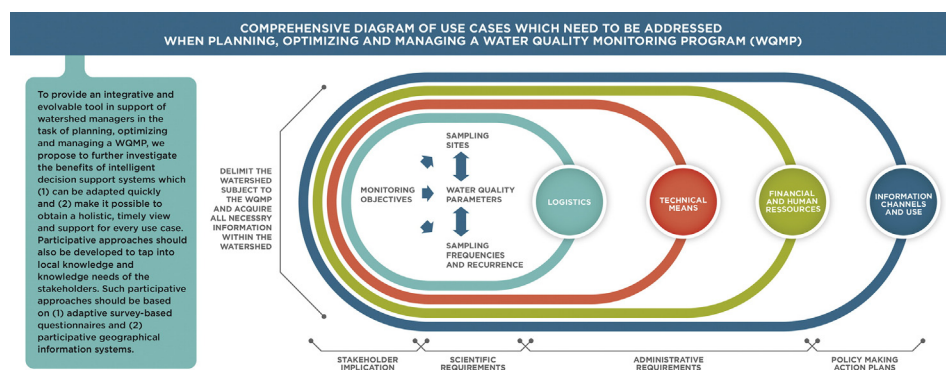 COMPREHENSIVE DIAGRAM OF USE CASES WHICH NEED TO BE ADDRESSED
WHEN PLANNING, OPTIMIZING AND MANAGING A WATER QUALITY MONITORING PROGRAM (WQMP)
To provide an integrative and
evolvable tool in support of
watershed managers in the
task of planning, optimizing
and managing a WQMP, we
propose to further investigate
the benefits of intelligent
decision support systems which
(1) can be adapted quickly
and (2) make it possible to
obtain a holistic, timely view
and support for every use case.
Participative approaches should
also be developed to tap into
local knowledge and
knowledge needs of the
stakeholders. Such participative
approaches should be based
on (1) adaptive survey-based
questionnaires and (2)
participative geographical
information systems.
DELIMIT THE
WATERSHED
SUBJECT TO
THE WQMP
AND ACQUIRE
ALL NECESSRY
INFORMATION
WITHIN THE
WATERSHED
MONITORING
OBJECTIVES
SAMPLING
SITES
WATER QUALITY
PARAMETERS
SAMPLING
FREQUENCIES
AND RECURRENCE
LOGISTICS
TECHNICAL
MEANS
FINANCIAL
AND HUMAN
RESSOURCES
INFORMATION
CHANNELS
AND USE
STAKEHOLDER
IMPLICATION
SCIENTIFIC
REQUIREMENTS
ADMINISTRATIVE
REQUIREMENTS
POLICY MAKING
ACTION PLANS